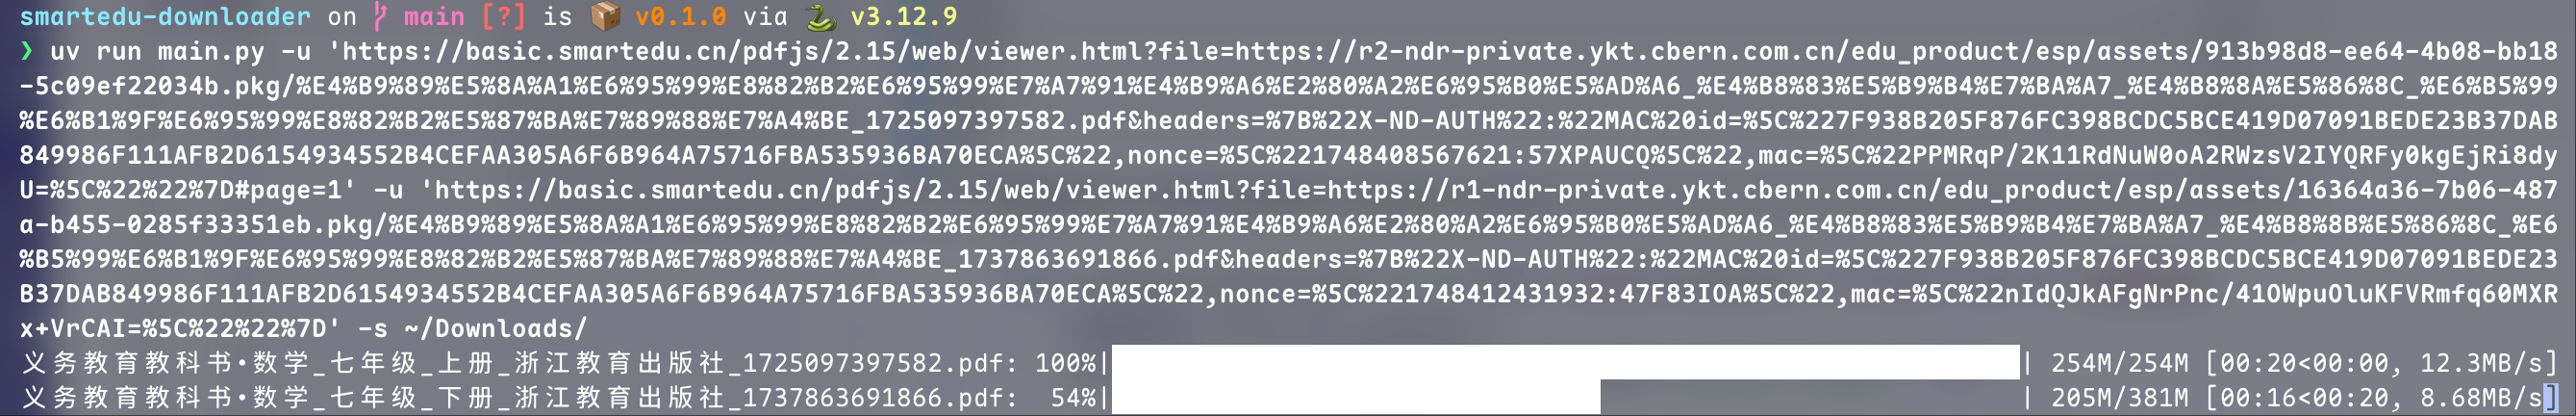 smartedu-downloader on main [?] is 📦 v0.1.0 via 🐍 v3.12.9
❯ uv run main.py -u 'https://basic.smartedu.cn/pdfjs/2.15/web/viewer.html?file=https://r2-ndr-private.ykt.cbern.com.cn/edu_product/esp/assets/913b98d8-ee64-4b08-bb18
-5c09ef22034b.pkg/%E4%B9%89%E5%8A%A1%E6%95%99%E8%82%B2%E6%95%99%E7%A7%91%E4%B9%A6%E2%80%A2%E6%95%B0%E5%AD%A6_%E4%B8%83%E5%B9%B4%E7%BA%A7_%E4%B8%8A%E5%86%8C_%E6%B5%99
%E6%B1%9F%E6%95%99%E8%82%B2%E5%87%BA%E7%89%88%E7%A4%BE_1725097397582.pdf&headers=%7B%22X-ND-AUTH%22:%22MAC%20id=%5C%227F938B205F876FC398BCDC5BCE419D07091BEDE23B37DAB
849986F111AFB2D6154934552B4CEFAA305A6F6B964A75716FBA535936BA70ECA%5C%22,nonce=%5C%221748408567621:57XPAUCQ%5C%22,mac=%5C%22PPMRqP/2K11RdNuW0oA2RWzsV2IYQRFy0kgEjRi8dy
U=%5C%22%22%7D#page=1' -u 'https://basic.smartedu.cn/pdfjs/2.15/web/viewer.html?file=https://r1-ndr-private.ykt.cbern.com.cn/edu_product/esp/assets/16364a36-7b06-487
a-b455-0285f33351eb.pkg/%E4%B9%89%E5%8A%A1%E6%95%99%E8%82%B2%E6%95%99%E7%A7%91%E4%B9%A6%E2%80%A2%E6%95%B0%E5%AD%A6_%E4%B8%83%E5%B9%B4%E7%BA%A7_%E4%B8%8B%E5%86%8C_%E6
%B5%99%E6%B1%9F%E6%95%99%E8%82%B2%E5%87%BA%E7%89%88%E7%A4%BE_1737863691866.pdf&headers=%7B%22X-ND-AUTH%22:%22MAC%20id=%5C%227F938B205F876FC398BCDC5BCE419D07091BEDE23
B37DAB849986F111AFB2D6154934552B4CEFAA305A6F6B964A75716FBA535936BA70ECA%5C%22,nonce=%5C%221748412431932:47F83IOA%5C%22,mac=%5C%22nIdQJkAFgNrPnc/41OWpuOluKFVRmfq60MXR
x+VrCAI=%5C%22%22%7D' -s ~/Downloads/
义务教育教科书•数学_七年级_上册_浙江教育出版社_1725097397582.pdf: 100%| | 254M/254M [00:20<00:00, 12.3MB/s]
义务教育教科书•数学_七年级_下册_浙江教育出版社_1737863691866.pdf: 54%| | 205M/381M [00:16<00:20, 8.68MB/s]